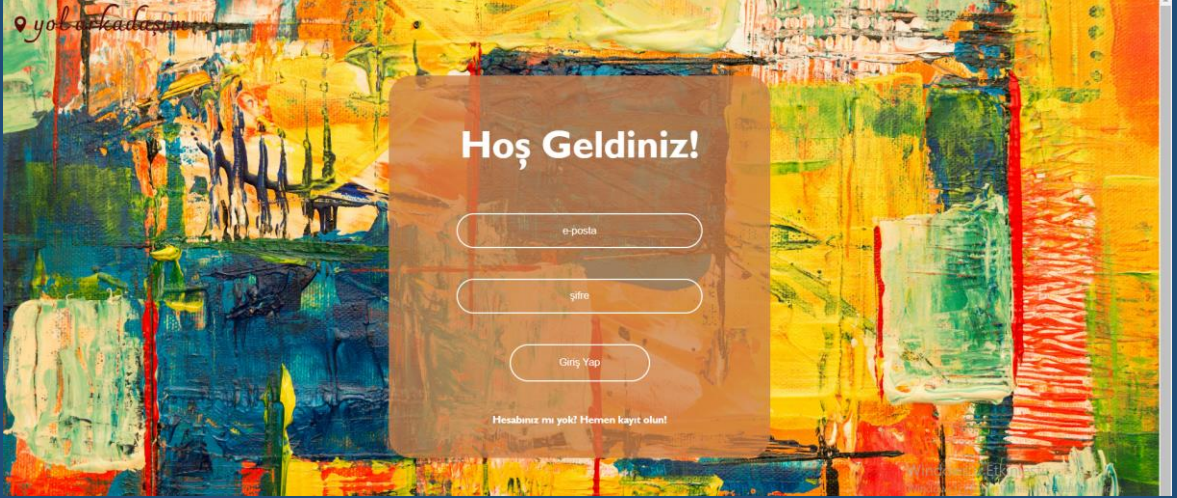 yol arkadaşım
Hoş Geldiniz!
e-posta
şifre
Giriş Yap
Hesabınız mı yok? Hemen kayıt olun!